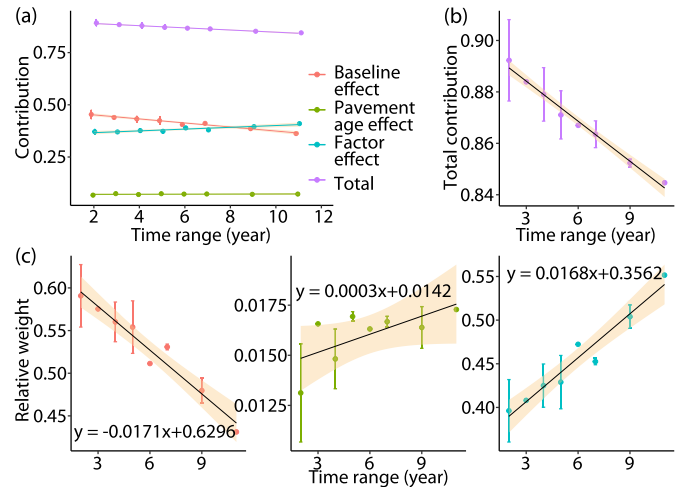 (a)
Contribution
0.75
0.50
0.25
2 4 6 8 10 12
Time range (year)
Baseline
effect
Pavement
age effect
Factor
effect
Total
(b)
Total contribution
0.90
0.88
0.86
0.84
3 6 9
Time range (year)
(c)
Relative weight
0.60
0.55
0.50
0.45
y = -0.0171x+0.6296
3 6 9
y = 0.0003x+0.0142
0.0175
0.0150
0.0125
3 6 9
Time range (year)
y = 0.0168x+0.3562
0.55
0.50
0.45
0.40
3 6 9